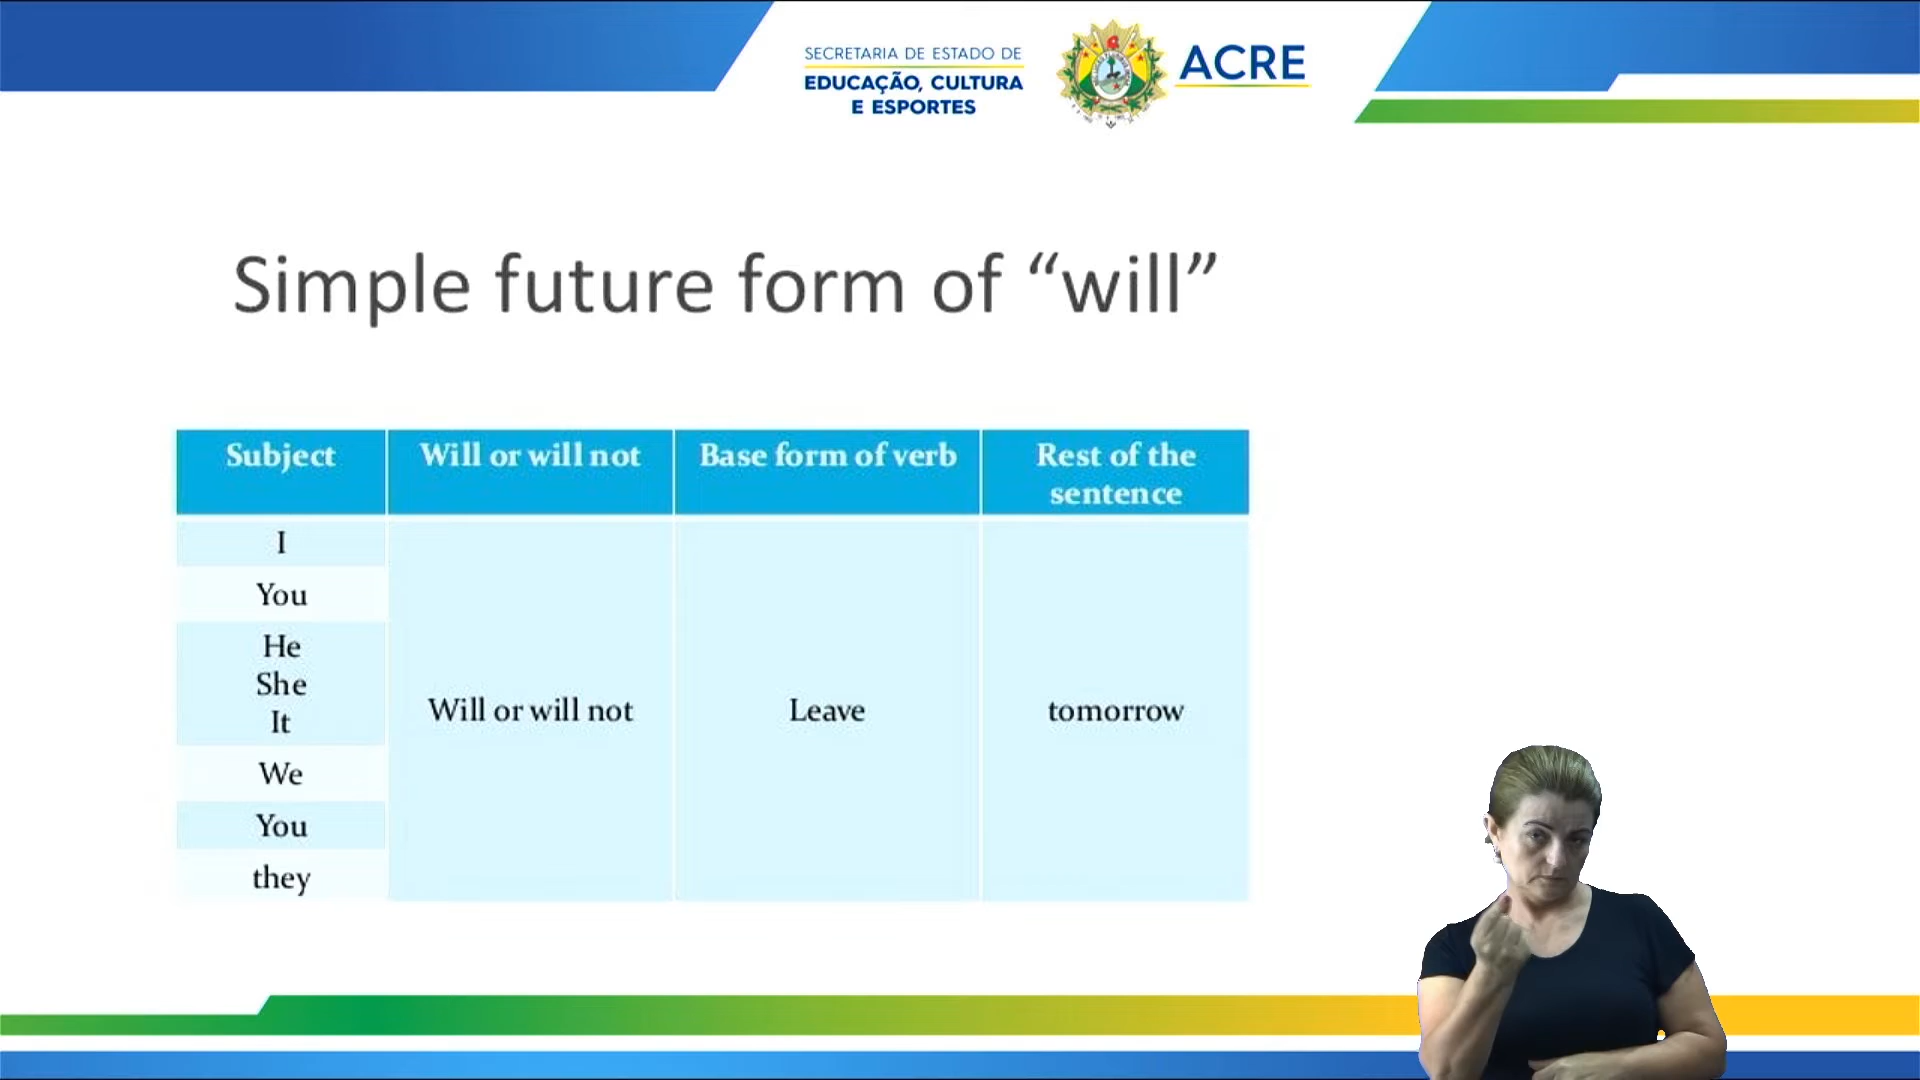 SECRETARIA DE ESTADO DE
EDUCAÇÃO, CULTURA
E ESPORTES
ACRE
Simple future form of “will”
Subject
Will or will not
Base form of verb
Rest of the
sentence
I
You
He
She
It
We
You
they
Will or will not
Leave
tomorrow